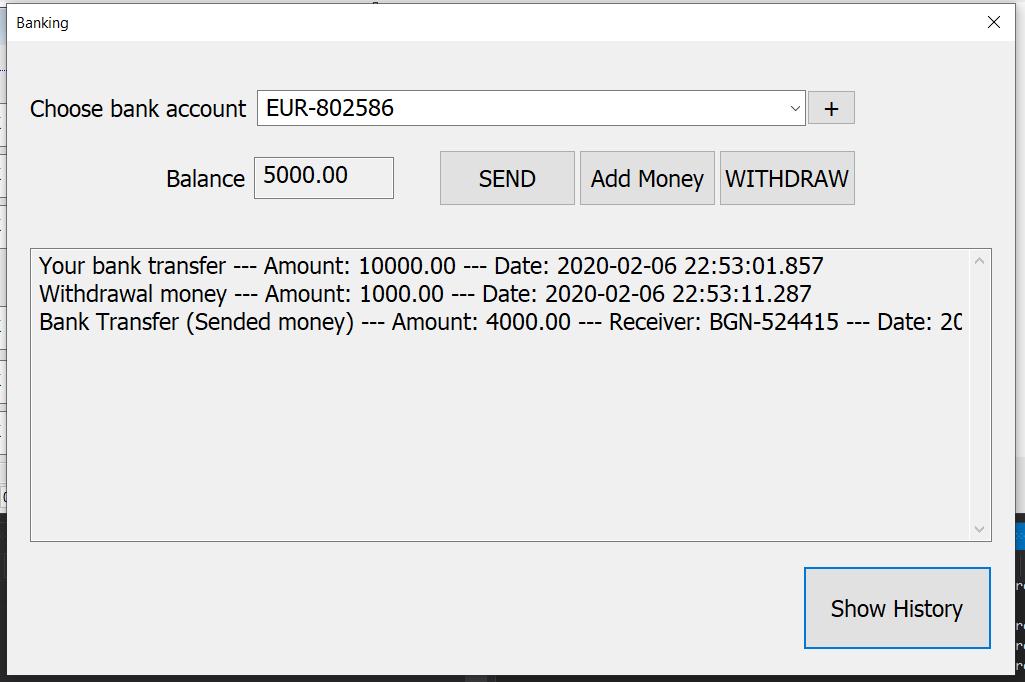 Banking
Choose bank account EUR-802586 +
Balance 5000.00 SEND Add Money WITHDRAW
Your bank transfer --- Amount: 10000.00 --- Date: 2020-02-06 22:53:01.857
Withdrawal money --- Amount: 1000.00 --- Date: 2020-02-06 22:53:11.287
Bank Transfer (Sended money) --- Amount: 4000.00 --- Receiver: BGN-524415 --- Date: 20
Show History